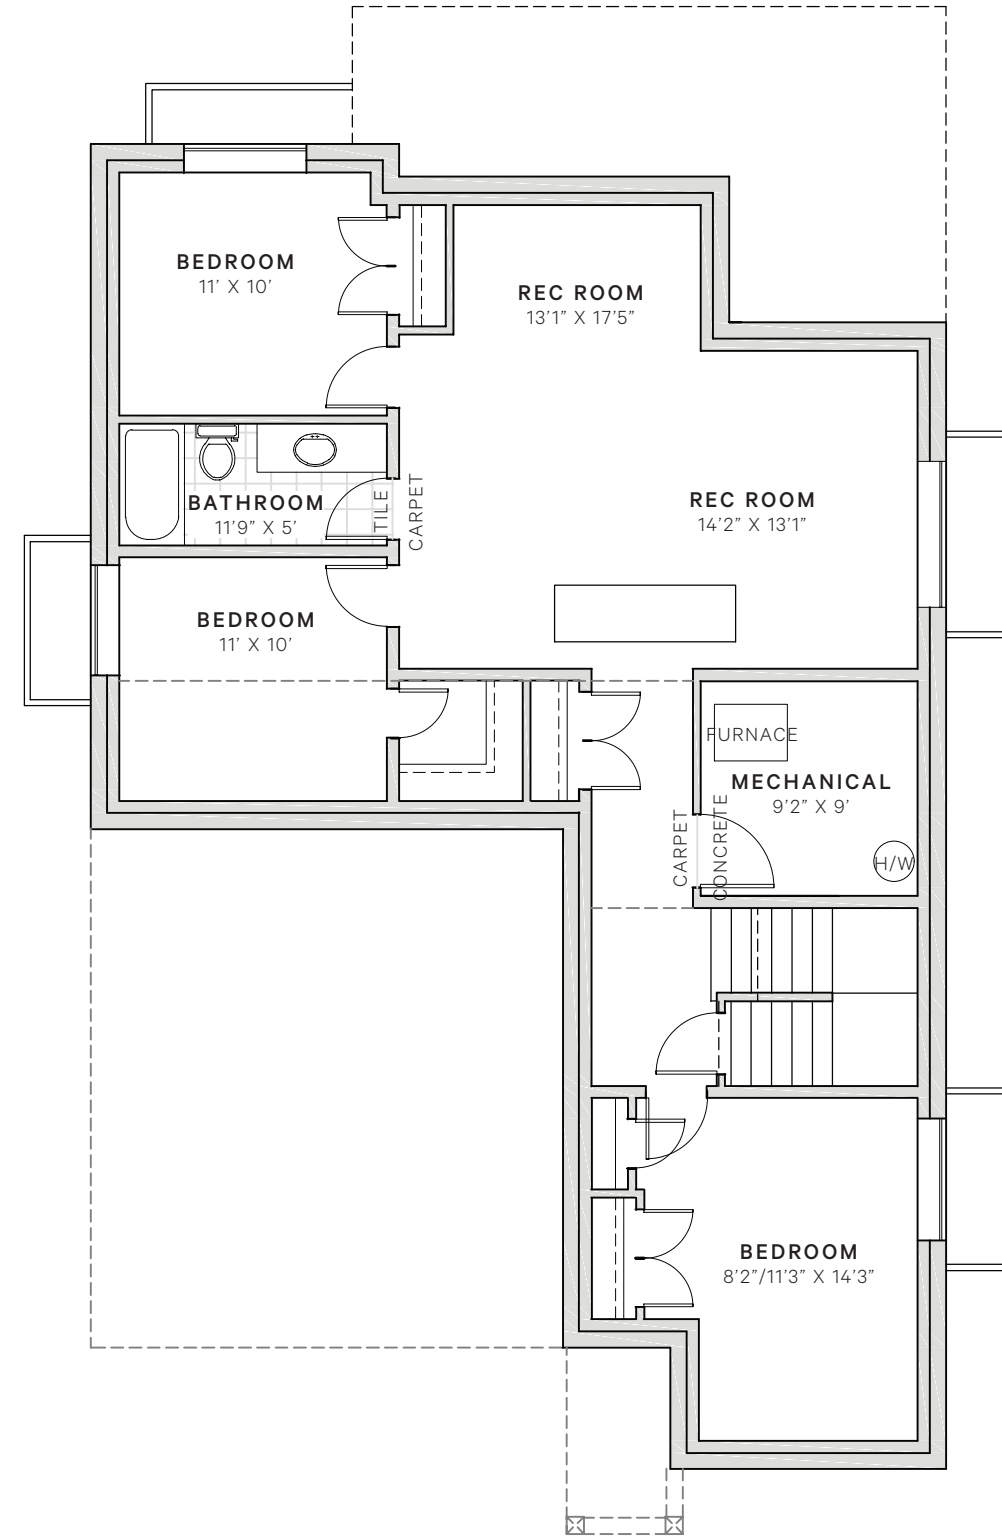 BEDROOM
11’ X 10’
REC ROOM
13’1” X 17’5”
REC ROOM
14’2” X 13’1”
BATHROOM
11’9” X 5’
TILE
CARPET
BEDROOM
11’ X 10’
FURNACE
MECHANICAL
9’2” X 9’
CARPET
CONCRETE
H/W
BEDROOM
8’2”/11’3” X 14’3”